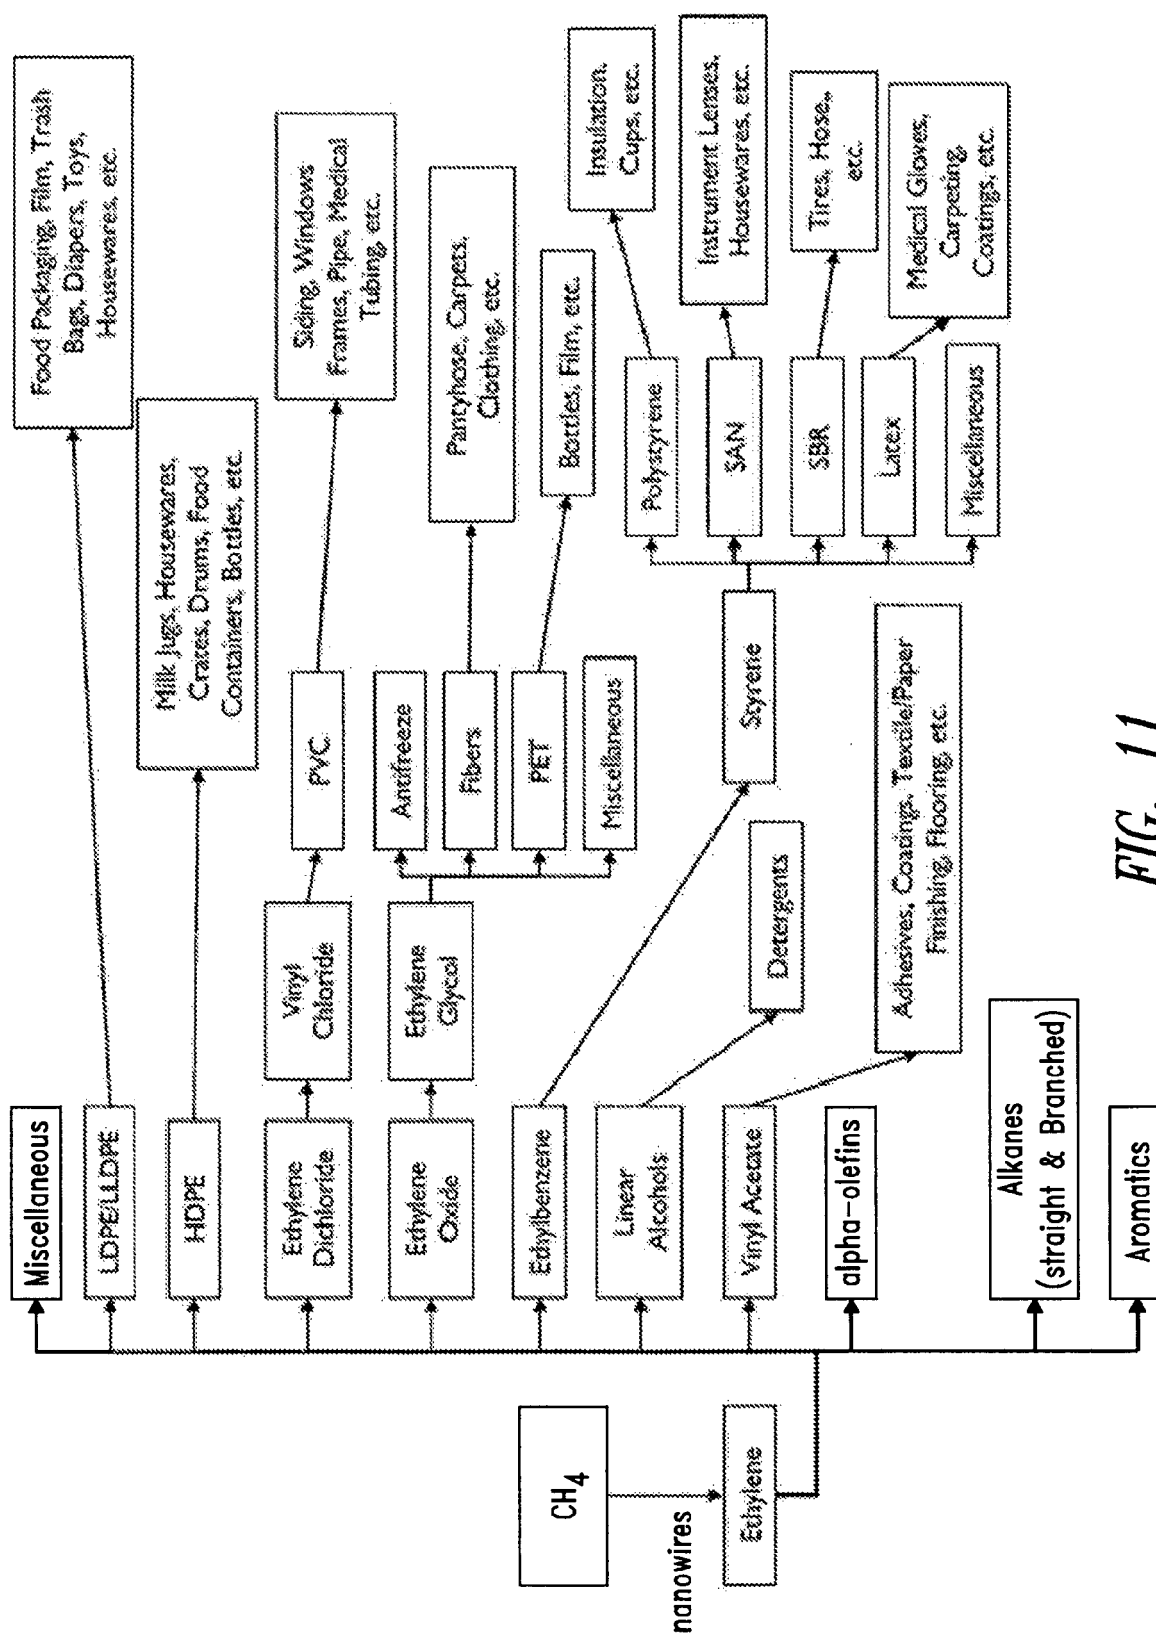 CH4
nanowires
Ethylene
Miscellaneous
LDPE/LLDPE
Food Packaging, Film, Trash
Bags, Diapers, Toys,
Housewares, etc.
HDPE
Milk Jugs, Housewares,
Crates, Drums, Food
Containers, Bottles, etc.
Ethylene
Dichloride
Vinyl
Chloride
PVC
Siding, Windows
Frames, Pipe, Medical
Tubing, etc.
Ethylene
Oxide
Ethylene
Glycol
Antifreeze
Fibers
Pantyhose, Carpets,
Clothing, etc.
PET
Bottles, Film, etc.
Miscellaneous
Ethylbenzene
Styrene
Polystyrene
Insulation,
Cups, etc.
SAN
Instrument Lenses,
Housewares, etc.
SBR
Tires, Hose,
etc.
Latex
Medical Gloves,
Carpeting,
Coatings, etc.
Miscellaneous
Linear
Alcohols
Detergents
Vinyl Acetate
Adhesives, Coatings, Textile/Paper
Finishing, Flooring, etc.
alpha-olefins
Alkanes
(straight & Branched)
Aromatics
FIG. 11